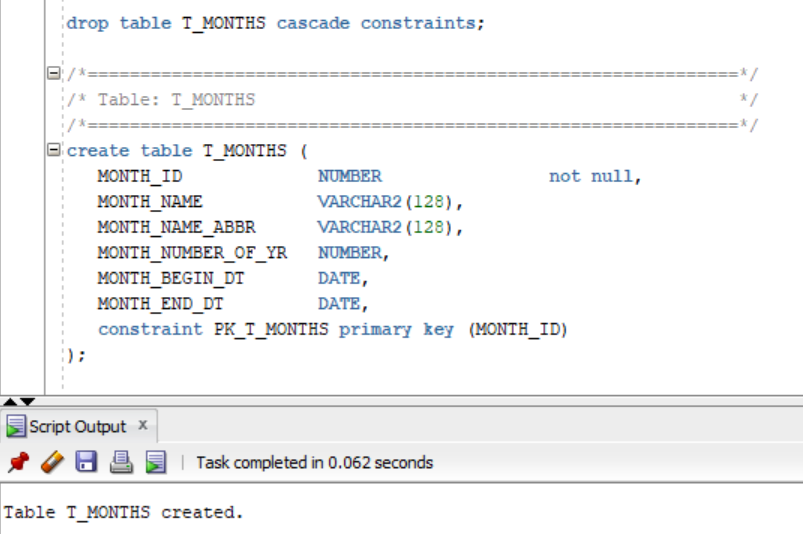 drop table T_MONTHS cascade constraints;
/*==============================================================*/
/* Table: T_MONTHS                                              */
/*==============================================================*/
create table T_MONTHS (
   MONTH_ID             NUMBER                not null,
   MONTH_NAME           VARCHAR2(128),
   MONTH_NAME_ABBR      VARCHAR2(128),
   MONTH_NUMBER_OF_YR   NUMBER,
   MONTH_BEGIN_DT       DATE,
   MONTH_END_DT         DATE,
   constraint PK_T_MONTHS primary key (MONTH_ID)
);
Script Output x
Task completed in 0.062 seconds
Table T_MONTHS created.